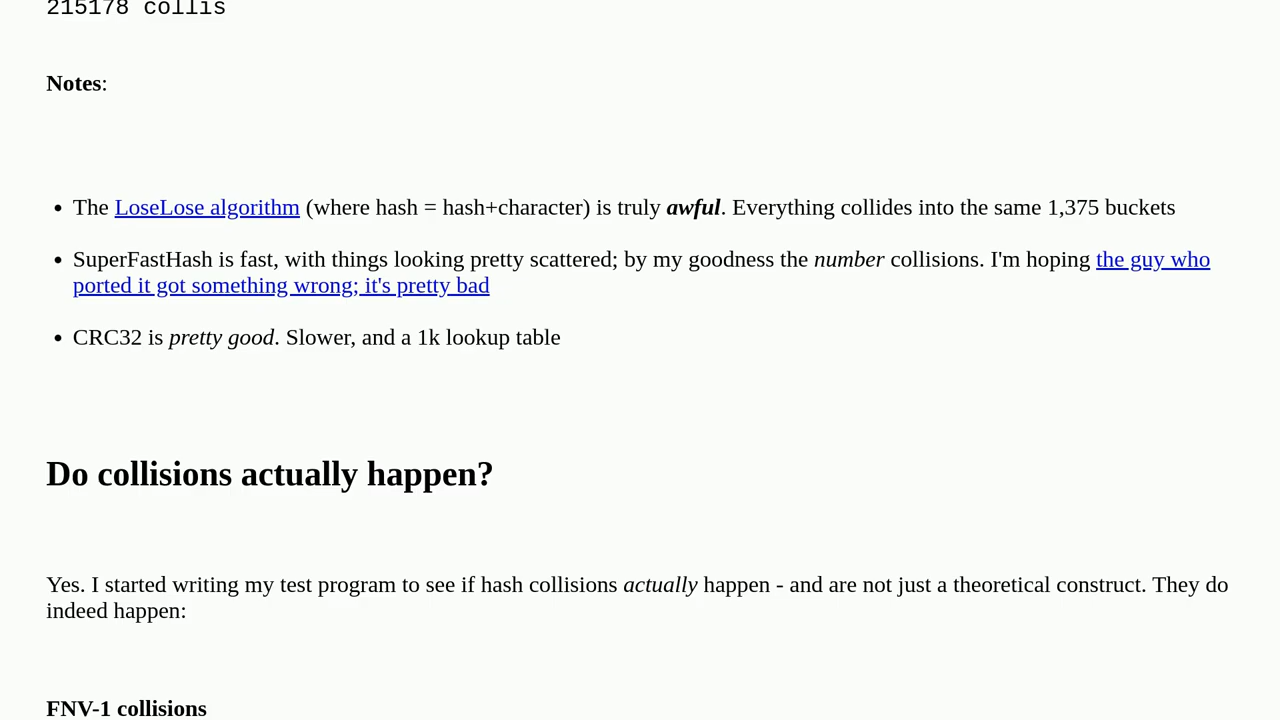 215178 collis
Notes:
• The LoseLose algorithm (where hash = hash+character) is truly awful. Everything collides into the same 1,375 buckets
• SuperFastHash is fast, with things looking pretty scattered; by my goodness the number collisions. I'm hoping the guy who
ported it got something wrong; it's pretty bad
• CRC32 is pretty good. Slower, and a 1k lookup table
Do collisions actually happen?
Yes. I started writing my test program to see if hash collisions actually happen - and are not just a theoretical construct. They do
indeed happen:
FNV-1 collisions